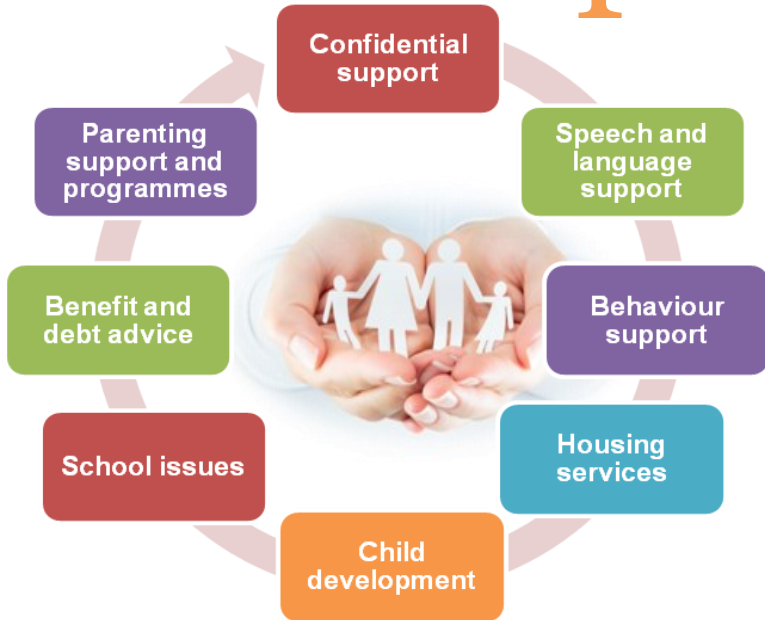 Confidential
support
Speech and
language
support
Behaviour
support
Housing
services
Child
development
School issues
Benefit and
debt advice
Parenting
support and
programmes